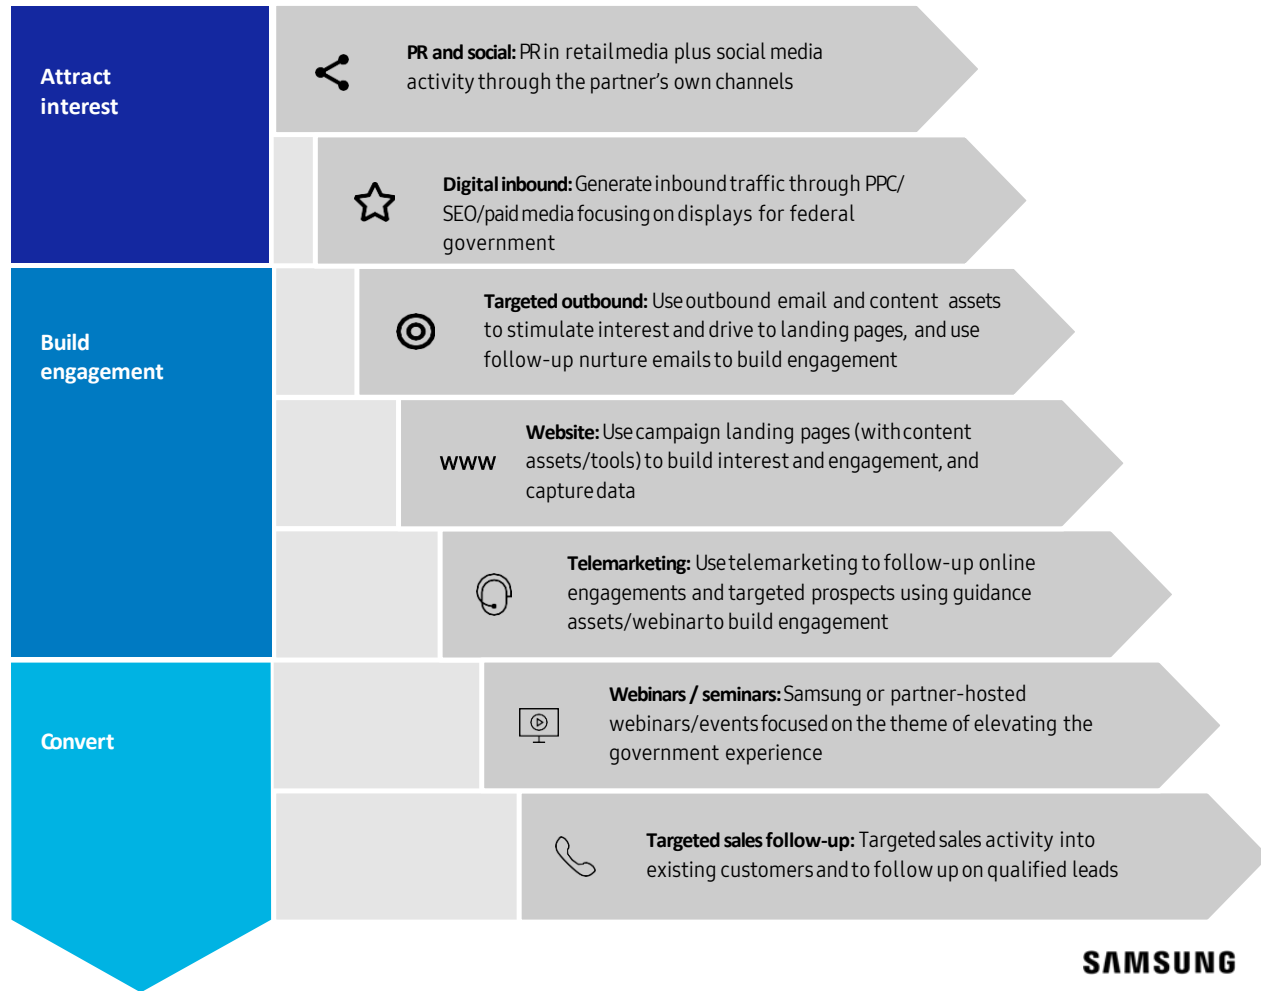 Attract
interest
PR and social: PR in retail media plus social media
activity through the partner's own channels
Digital inbound: Generate inbound traffic through PPC/
SEO/paid media focusing on displays for federal
government
Build
engagement
Targeted outbound: Use outbound email and content assets
to stimulate interest and drive to landing pages, and use
follow-up nurture emails to build engagement
www
Website: Use campaign landing pages (with content
assets/tools) to build interest and engagement, and
capture data
Telemarketing: Use telemarketing to follow-up online
engagements and targeted prospects using guidance
assets/webinar to build engagement
Convert
Webinars / seminars: Samsung or partner-hosted
webinars/events focused on the theme of elevating the
government experience
Targeted sales follow-up: Targeted sales activity into
existing customers and to follow up on qualified leads
SAMSUNG